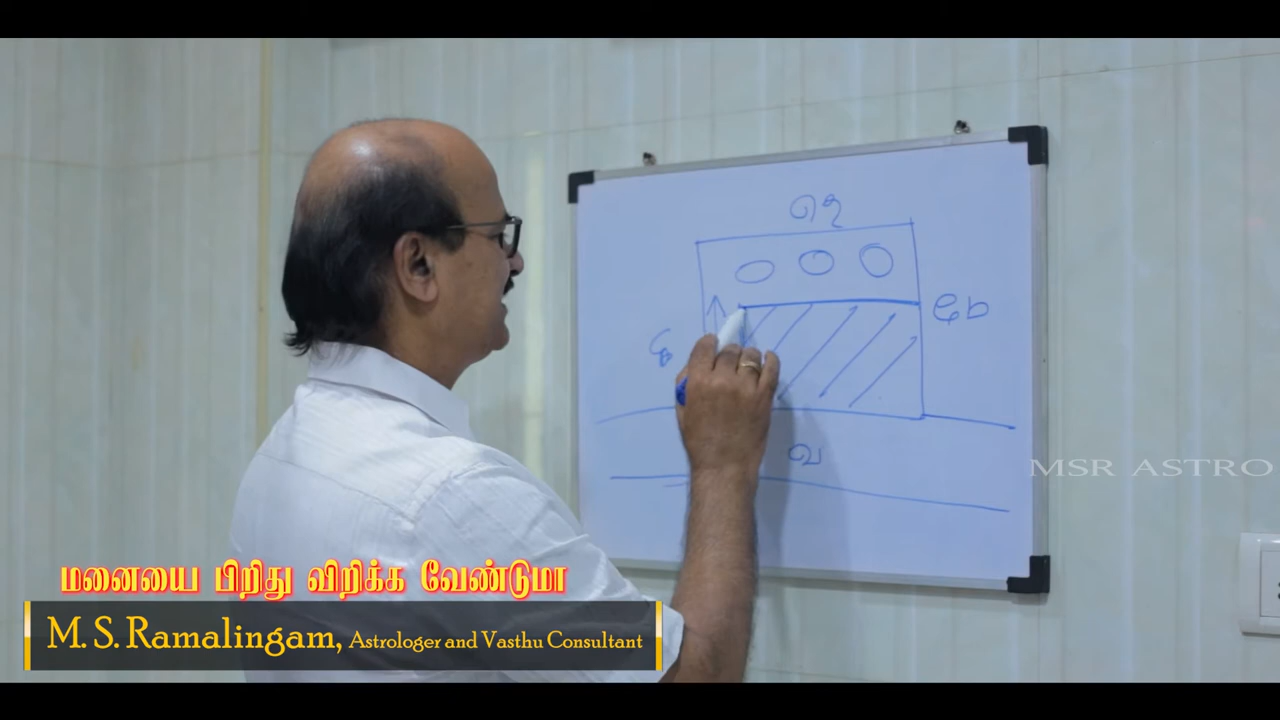 தெ
மே
கி
வ
MSR ASTRO
மனையை பிறிது விறிக்க வேண்டுமா
M. S. Ramalingam, Astrologer and Vasthu Consultant